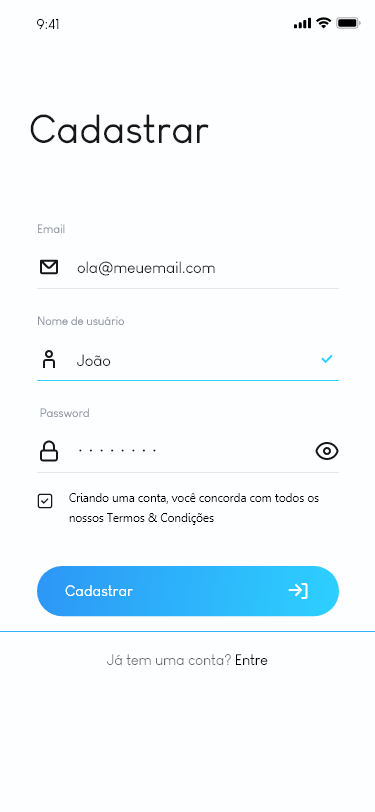 9:41
Cadastrar
Email
ola@meuemail.com
Nome de usuário
João
Password
Criando uma conta, você concorda com todos os
nossos Termos & Condições
Cadastrar
Já tem uma conta? Entre